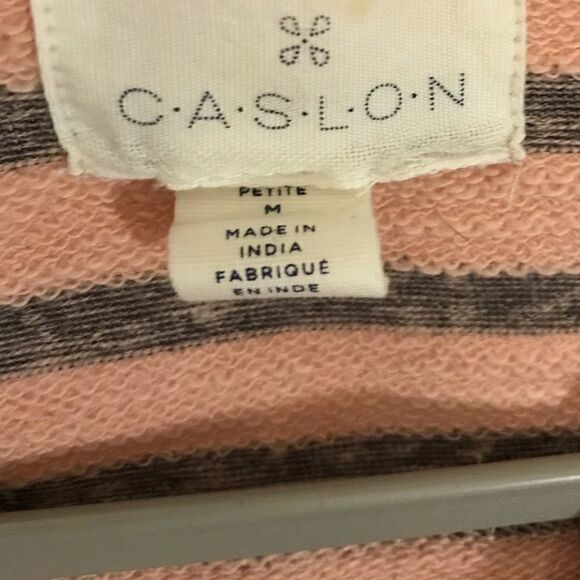 C·A·S·L·O·N
PETITE
M
MADE IN
INDIA
FABRIQUÉ
EN INDE